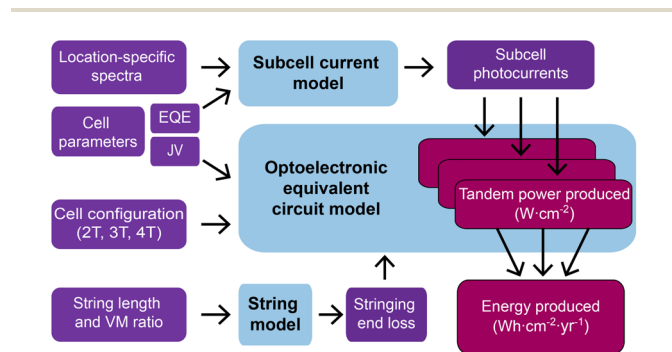 Location-specific
spectra
Subcell current
model
Subcell
photocurrents
Cell
parameters
EQE
JV
Optoelectronic
equivalent
circuit model
Tandem power produced
(W·cm⁻²)
Cell configuration
(2T, 3T, 4T)
String length
and VM ratio
String
model
Stringing
end loss
Energy produced
(Wh·cm⁻²·yr⁻¹)